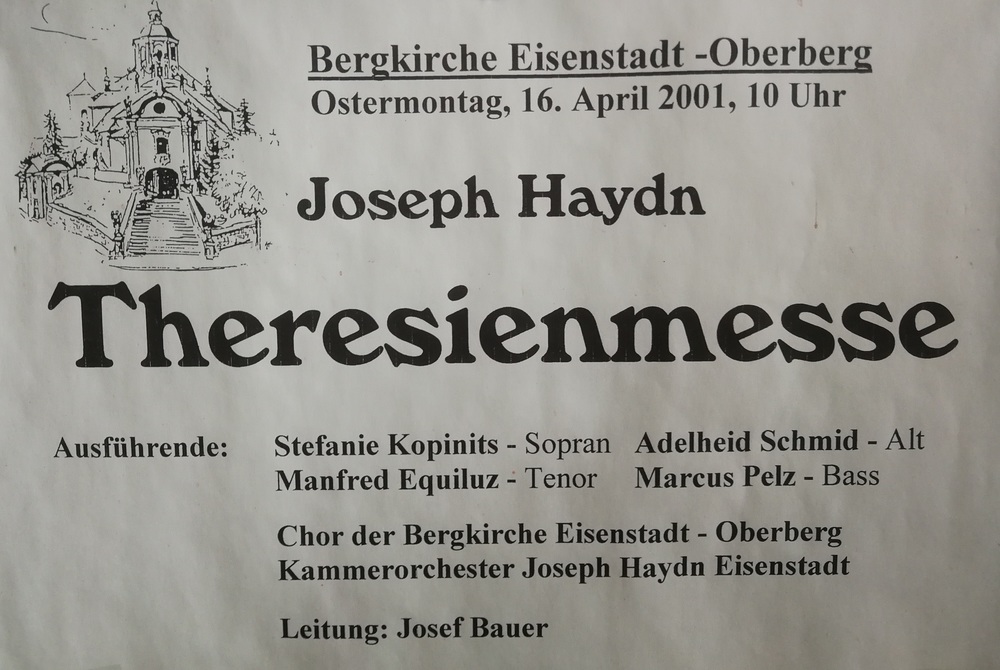 Bergkirche Eisenstadt -Oberberg
Ostermontag, 16. April 2001, 10 Uhr
Joseph Haydn
Theresienmesse
Ausführende: Stefanie Kopinits - Sopran Adelheid Schmid - Alt
Manfred Equiluz - Tenor Marcus Pelz - Bass
Chor der Bergkirche Eisenstadt - Oberberg
Kammerorchester Joseph Haydn Eisenstadt
Leitung: Josef Bauer